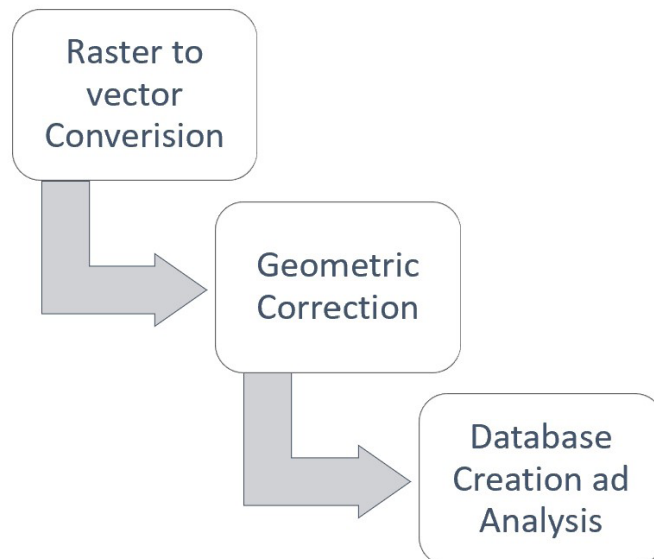 Raster to
vector
Converision
Geometric
Correction
Database
Creation ad
Analysis